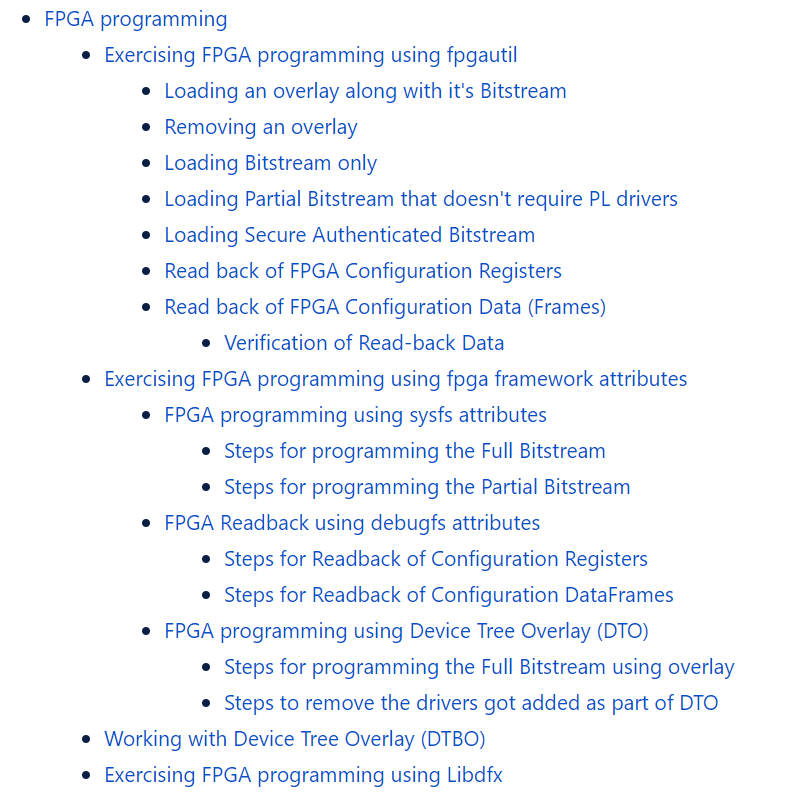 FPGA programming
Exercising FPGA programming using fpgautil
Loading an overlay along with it's Bitstream
Removing an overlay
Loading Bitstream only
Loading Partial Bitstream that doesn't require PL drivers
Loading Secure Authenticated Bitstream
Read back of FPGA Configuration Registers
Read back of FPGA Configuration Data (Frames)
Verification of Read-back Data
Exercising FPGA programming using fpga framework attributes
FPGA programming using sysfs attributes
Steps for programming the Full Bitstream
Steps for programming the Partial Bitstream
FPGA Readback using debugfs attributes
Steps for Readback of Configuration Registers
Steps for Readback of Configuration DataFrames
FPGA programming using Device Tree Overlay (DTO)
Steps for programming the Full Bitstream using overlay
Steps to remove the drivers got added as part of DTO
Working with Device Tree Overlay (DTBO)
Exercising FPGA programming using Libdfx